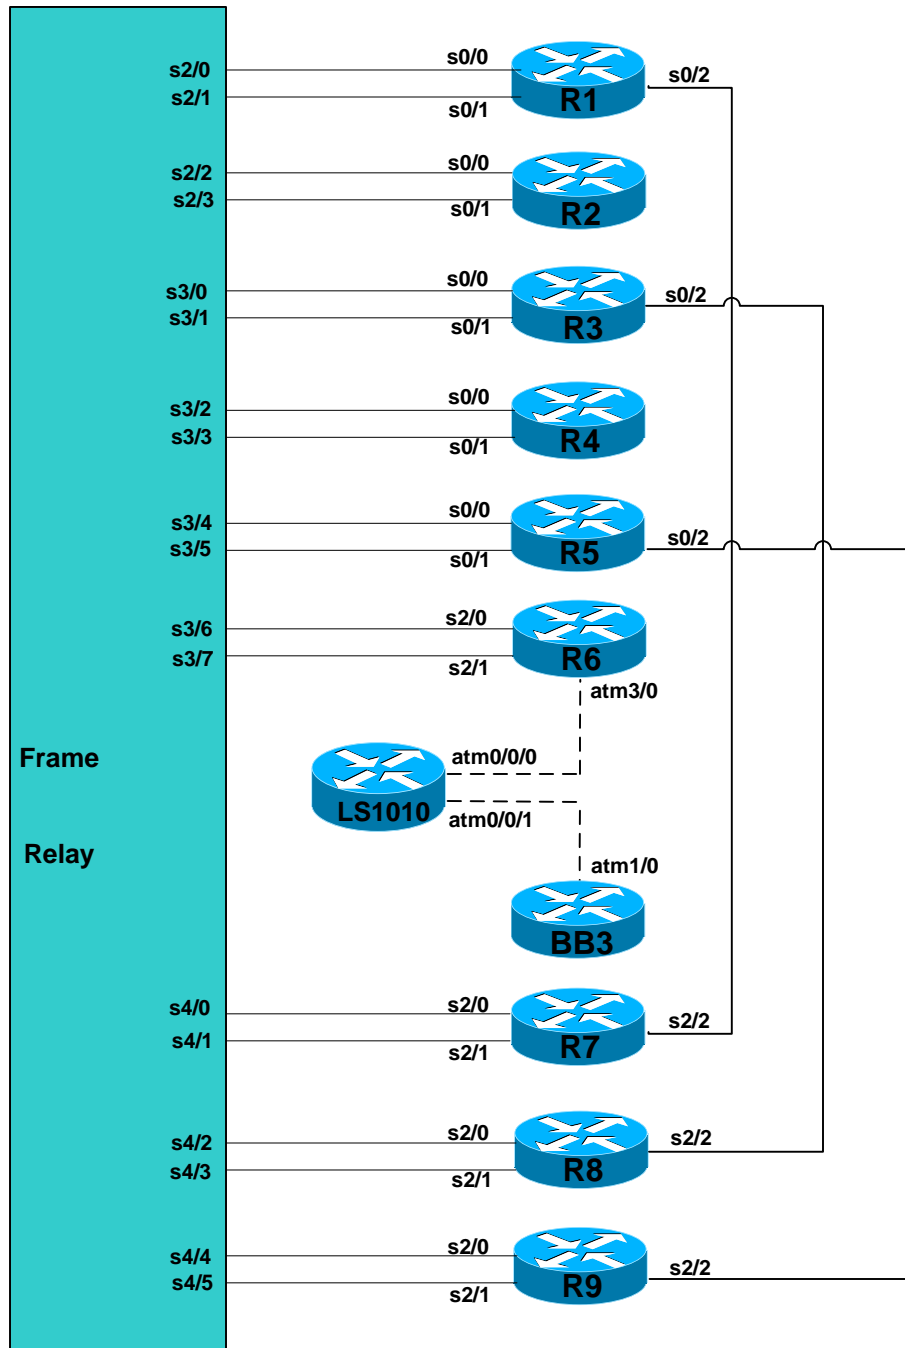 s2/0
s0/0
s0/2
s2/1
s0/1
R1
s2/2
s0/0
s2/3
s0/1
R2
s3/0
s0/0
s0/2
s3/1
s0/1
R3
s3/2
s0/0
s3/3
s0/1
R4
s3/4
s0/0
s0/2
s3/5
s0/1
R5
s3/6
s2/0
s3/7
s2/1
R6
atm3/0
Frame
atm0/0/0
LS1010
atm0/0/1
Relay
atm1/0
BB3
s4/0
s2/0
s2/2
s4/1
s2/1
R7
s4/2
s2/0
s2/2
s4/3
s2/1
R8
s4/4
s2/0
s2/2
s4/5
s2/1
R9